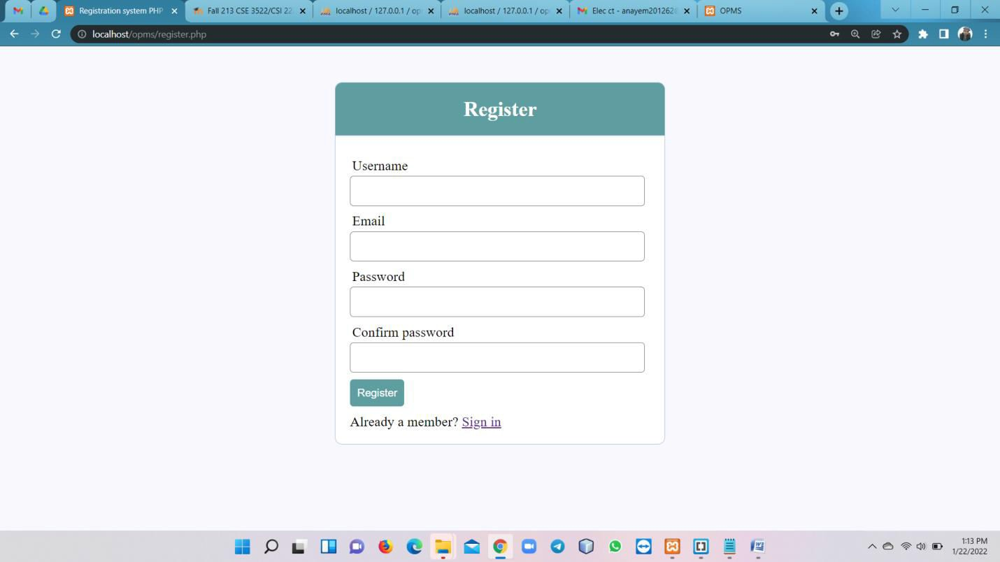 Registration system PHP
Fall 213 CSE 3522/CSI 22
localhost / 127.0.0.1 / op
localhost / 127.0.0.1 / op
Elec ct - anayem201262@
OPMS
localhost/opms/register.php
Register
Username
Email
Password
Confirm password
Register
Already a member? Sign in
1:13 PM
1/22/2022